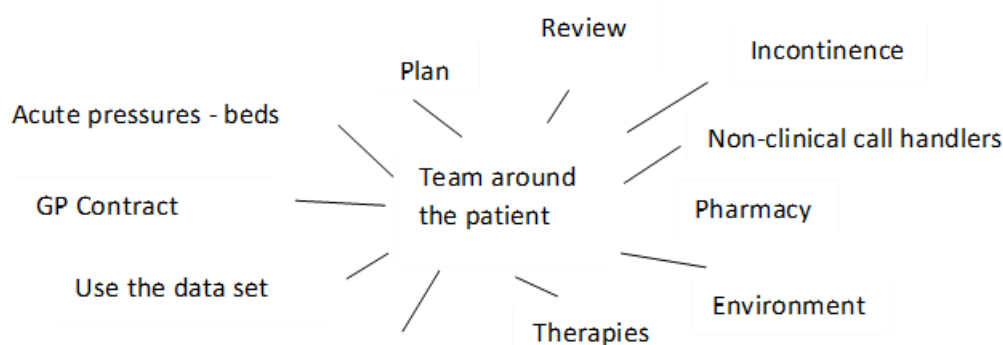 Review
Incontinence
Plan
Acute pressures - beds
Non-clinical call handlers
Team around
the patient
GP Contract
Pharmacy
Use the data set
Environment
Therapies